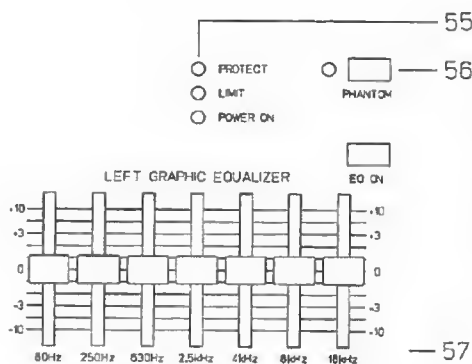 55
PROTECT
56
LIMIT
PHANTOM
POWER ON
EQ ON
LEFT GRAPHIC EQUALIZER
+10 +10
+3 +3
0 0
-3 -3
-10 -10
60Hz 250Hz 630Hz 2.5kHz 4kHz 8kHz 16kHz
57